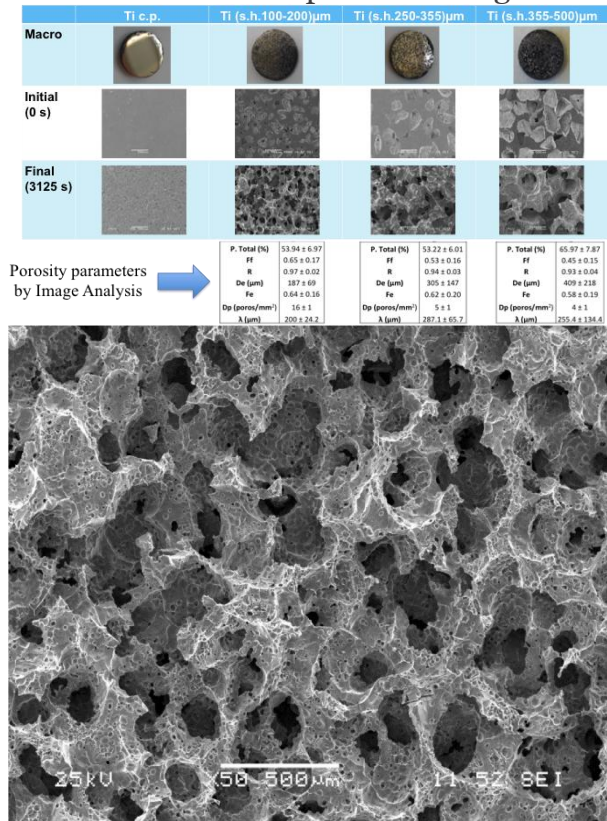 Ti c.p. Ti (s.h.100-200)µm Ti (s.h.250-355)µm Ti (s.h.355-500)µm
Macro
Initial
(0 s)
Final
(3125 s)
Porosity parameters
by Image Analysis
P. Total (%) 53.94 ± 6.97
Ff 0.65 ± 0.17
R 0.97 ± 0.02
De (µm) 187 ± 69
Fe 0.64 ± 0.16
Dp (poros/mm²) 16 ± 1
λ (µm) 200 ± 24.2
P. Total (%) 53.22 ± 6.01
Ff 0.53 ± 0.16
R 0.94 ± 0.03
De (µm) 305 ± 147
Fe 0.62 ± 0.20
Dp (poros/mm²) 5 ± 1
λ (µm) 287.1 ± 65.7
P. Total (%) 65.97 ± 7.87
Ff 0.45 ± 0.15
R 0.93 ± 0.04
De (µm) 409 ± 218
Fe 0.58 ± 0.19
Dp (poros/mm²) 4 ± 1
λ (µm) 255.4 ± 134.4
25kV X50 500µm 11 52 SEI